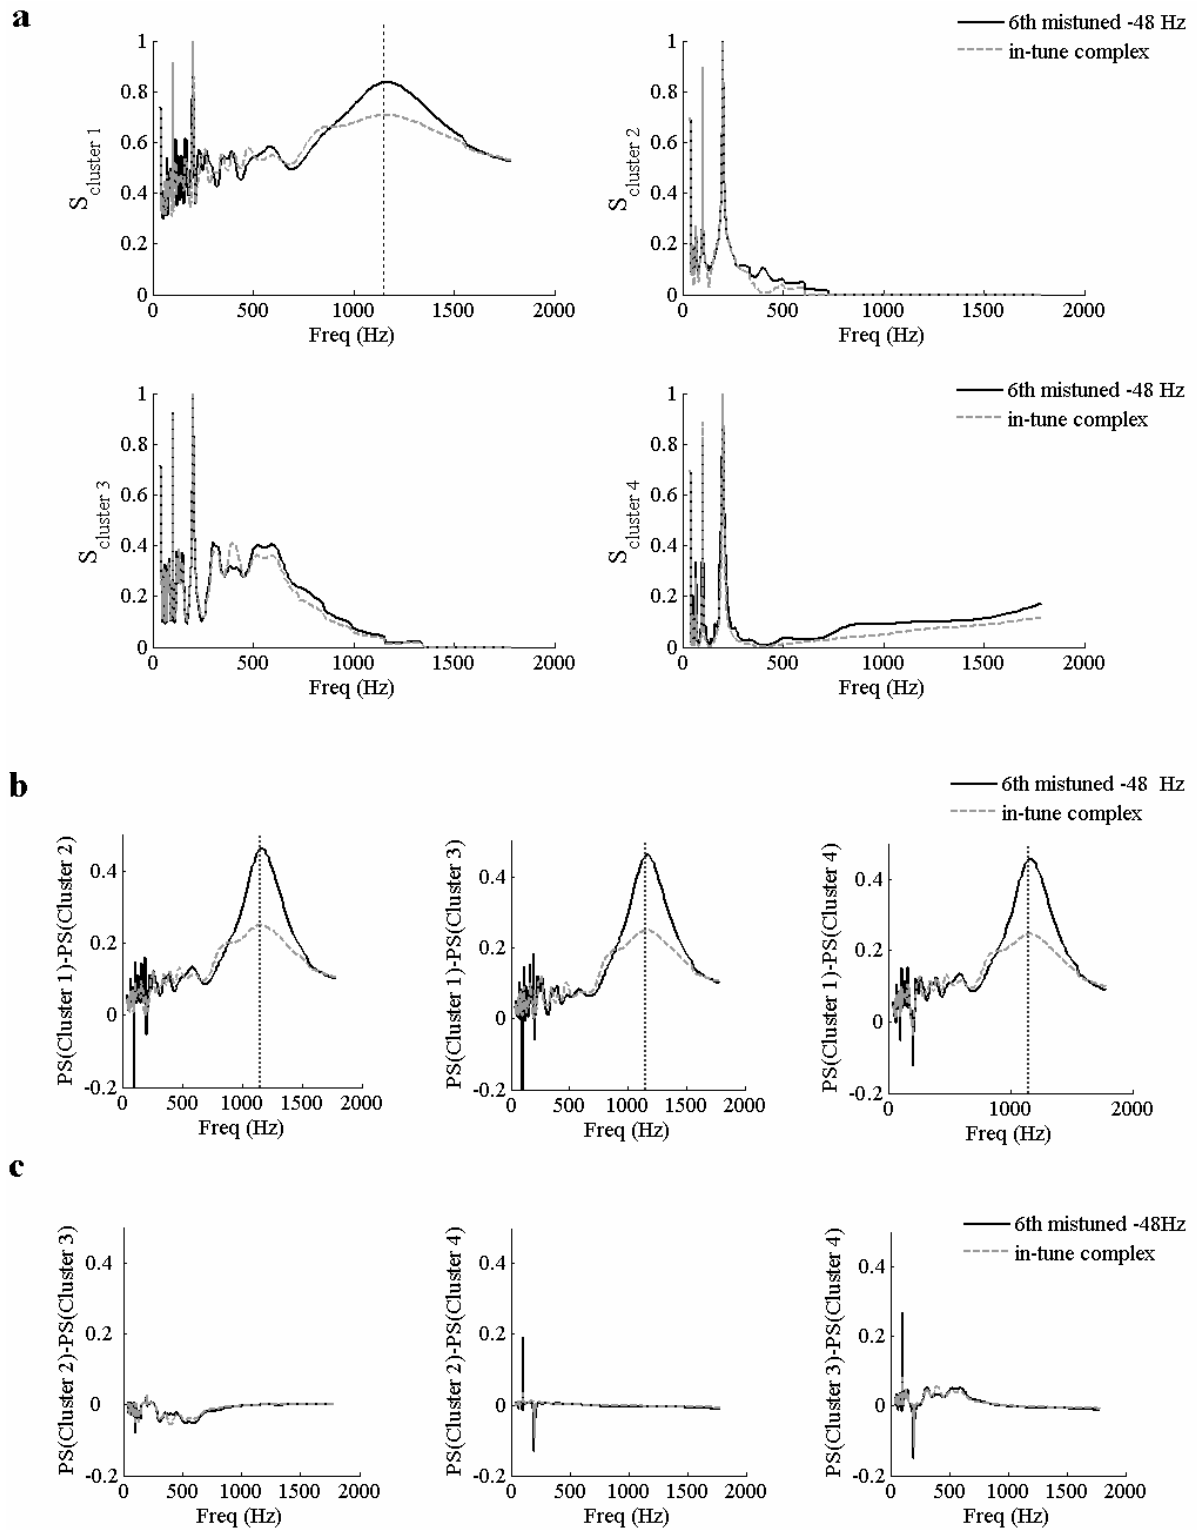 a
6th mistuned -48 Hz
in-tune complex
S cluster 1
1
0.8
0.6
0.4
0.2
0
0 500 1000 1500 2000
Freq (Hz)
S cluster 2
1
0.8
0.6
0.4
0.2
0
0 500 1000 1500 2000
Freq (Hz)
6th mistuned -48 Hz
in-tune complex
S cluster 3
1
0.8
0.6
0.4
0.2
0
0 500 1000 1500 2000
Freq (Hz)
S cluster 4
1
0.8
0.6
0.4
0.2
0
0 500 1000 1500 2000
Freq (Hz)
b
6th mistuned -48 Hz
in-tune complex
PS(Cluster 1)-PS(Cluster 2)
0.4
0.2
0
-0.2
0 500 1000 1500 2000
Freq (Hz)
PS(Cluster 1)-PS(Cluster 3)
0.4
0.2
0
-0.2
0 500 1000 1500 2000
Freq (Hz)
PS(Cluster 1)-PS(Cluster 4)
0.4
0.2
0
-0.2
0 1000 2000
Freq (Hz)
c
6th mistuned -48Hz
in-tune complex
PS(Cluster 2)-PS(Cluster 3)
0.4
0.2
0
-0.2
0 500 1000 1500 2000
Freq (Hz)
PS(Cluster 2)-PS(Cluster 4)
0.4
0.2
0
-0.2
0 500 1000 1500 2000
Freq (Hz)
PS(Cluster 3)-PS(Cluster 4)
0.4
0.2
0
-0.2
0 500 1000 1500 2000
Freq (Hz)